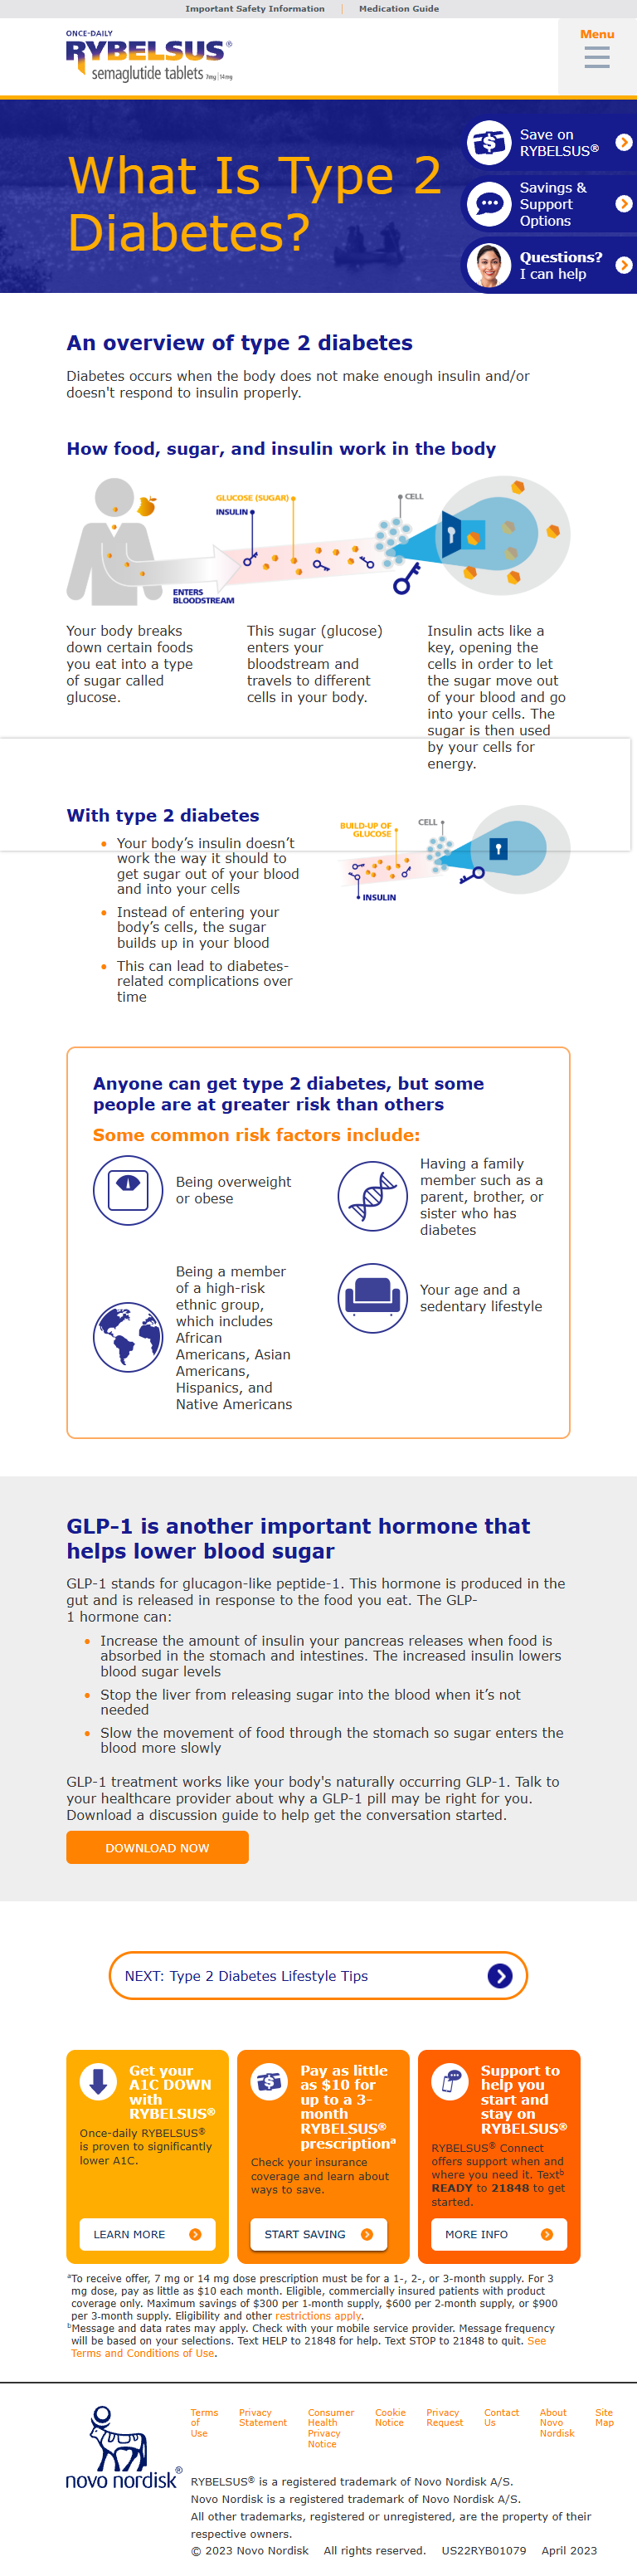 Important Safety Information | Medication Guide
ONCE-DAILY
RYBELSUS®
semaglutide tablets 7mg | 14mg
Menu
What Is Type 2
Diabetes?
Save on
RYBELSUS®
Savings &
Support
Options
Questions?
I can help
An overview of type 2 diabetes
Diabetes occurs when the body does not make enough insulin and/or
doesn't respond to insulin properly.
How food, sugar, and insulin work in the body
GLUCOSE (SUGAR)
INSULIN
CELL
ENTERS
BLOODSTREAM
Your body breaks
down certain foods
you eat into a type
of sugar called
glucose.
This sugar (glucose)
enters your
bloodstream and
travels to different
cells in your body.
Insulin acts like a
key, opening the
cells in order to let
the sugar move out
of your blood and go
into your cells. The
sugar is then used
by your cells for
energy.
With type 2 diabetes
• Your body’s insulin doesn’t
work the way it should to
get sugar out of your blood
and into your cells
• Instead of entering your
body’s cells, the sugar
builds up in your blood
• This can lead to diabetes-
related complications over
time
BUILD-UP OF
GLUCOSE
CELL
INSULIN
Anyone can get type 2 diabetes, but some
people are at greater risk than others
Some common risk factors include:
Being overweight
or obese
Having a family
member such as a
parent, brother, or
sister who has
diabetes
Being a member
of a high-risk
ethnic group,
which includes
African
Americans, Asian
Americans,
Hispanics, and
Native Americans
Your age and a
sedentary lifestyle
GLP-1 is another important hormone that
helps lower blood sugar
GLP-1 stands for glucagon-like peptide-1. This hormone is produced in the
gut and is released in response to the food you eat. The GLP-
1 hormone can:
• Increase the amount of insulin your pancreas releases when food is
absorbed in the stomach and intestines. The increased insulin lowers
blood sugar levels
• Stop the liver from releasing sugar into the blood when it’s not
needed
• Slow the movement of food through the stomach so sugar enters the
blood more slowly
GLP-1 treatment works like your body's naturally occurring GLP-1. Talk to
your healthcare provider about why a GLP-1 pill may be right for you.
Download a discussion guide to help get the conversation started.
DOWNLOAD NOW
NEXT: Type 2 Diabetes Lifestyle Tips
Get your
A1C DOWN
with
RYBELSUS®
Once-daily RYBELSUS®
is proven to significantly
lower A1C.
LEARN MORE
Pay as little
as $10 for
up to a 3-
month
RYBELSUS®
prescriptionᵃ
Check your insurance
coverage and learn about
ways to save.
START SAVING
Support to
help you
start and
stay on
RYBELSUS®
RYBELSUS® Connect
offers support when and
where you need it. Textᵇ
READY to 21848 to get
started.
MORE INFO
ᵃTo receive offer, 7 mg or 14 mg dose prescription must be for a 1-, 2-, or 3-month supply. For 3
mg dose, pay as little as $10 each month. Eligible, commercially insured patients with product
coverage only. Maximum savings of $300 per 1-month supply, $600 per 2-month supply, or $900
per 3-month supply. Eligibility and other restrictions apply.
ᵇMessage and data rates may apply. Check with your mobile service provider. Message frequency
will be based on your selections. Text HELP to 21848 for help. Text STOP to 21848 to quit. See
Terms and Conditions of Use.
Terms
of
Use
Privacy
Statement
Consumer
Health
Privacy
Notice
Cookie
Notice
Privacy
Request
Contact
Us
About
Novo
Nordisk
Site
Map
novo nordisk®
RYBELSUS® is a registered trademark of Novo Nordisk A/S.
Novo Nordisk is a registered trademark of Novo Nordisk A/S.
All other trademarks, registered or unregistered, are the property of their
respective owners.
© 2023 Novo Nordisk All rights reserved. US22RYB01079 April 2023